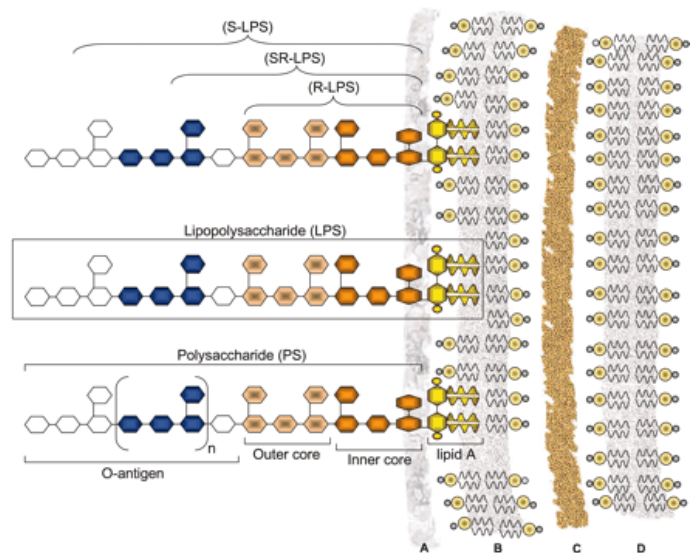 (S-LPS)
(SR-LPS)
(R-LPS)
Lipopolysaccharide (LPS)
Polysaccharide (PS)
n
Outer core
Inner core
lipid A
O-antigen
A
B
C
D